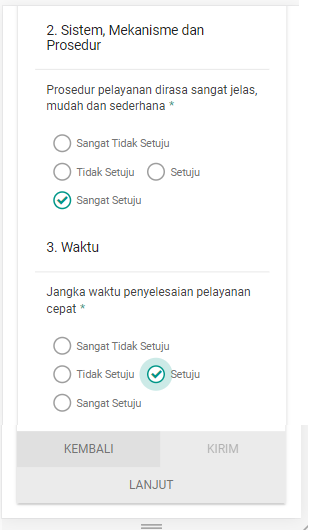 2. Sistem, Mekanisme dan
Prosedur
Prosedur pelayanan dirasa sangat jelas,
mudah dan sederhana *
Sangat Tidak Setuju
Tidak Setuju Setuju
Sangat Setuju
3. Waktu
Jangka waktu penyelesaian pelayanan
cepat *
Sangat Tidak Setuju
Tidak Setuju Setuju
Sangat Setuju
KEMBALI KIRIM
LANJUT